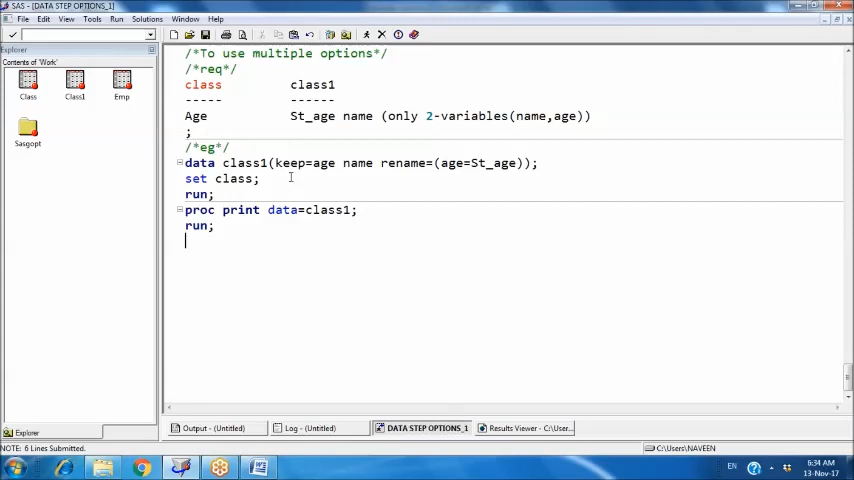 SAS - [DATA STEP OPTIONS_1]
File Edit View Tools Run Solutions Window Help
Explorer
Contents of 'Work'
Class Class1 Emp
Sasgopt
/*To use multiple options*/
/*req*/
class class1
----- ------
Age St_age name (only 2-variables(name,age))
;
/*eg*/
data class1(keep=age name rename=(age=St_age));
set class;
run;
proc print data=class1;
run;
Explorer
Output - (Untitled) Log - (Untitled) DATA STEP OPTIONS_1 Results Viewer - C:\User...
NOTE: 6 Lines Submitted. C:\Users\NAVEEN
EN 6:34 AM
13-Nov-17